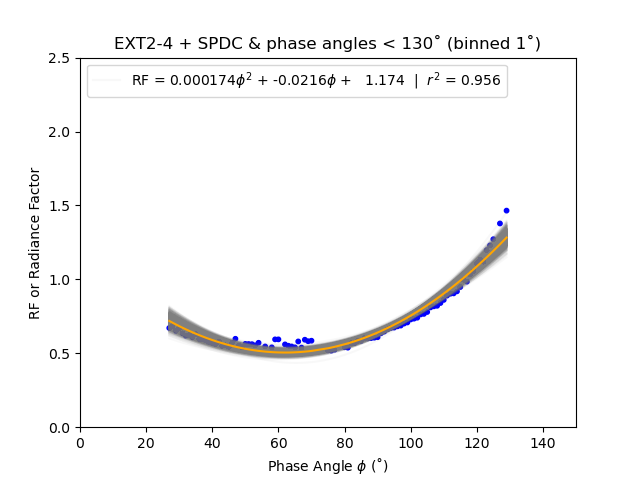 EXT2-4 + SPDC & phase angles < 130˚ (binned 1˚)
RF = 0.000174ϕ² + -0.0216ϕ + 1.174 | r² = 0.956
2.5
2.0
1.5
1.0
0.5
0.0
RF or Radiance Factor
0 20 40 60 80 100 120 140
Phase Angle ϕ (˚)